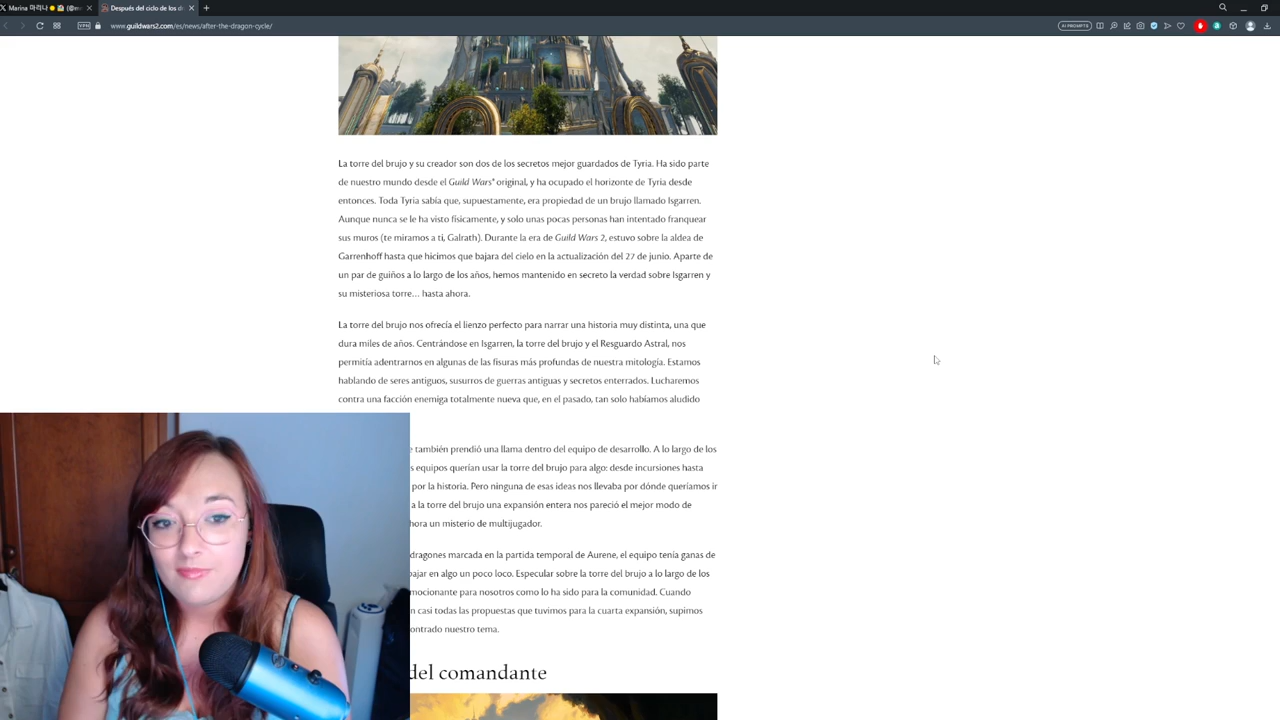 Marina 마리나
Después del ciclo de los d
VPN
www.guildwars2.com/es/news/after-the-dragon-cycle/
AI PROMPTS
La torre del brujo y su creador son dos de los secretos mejor guardados de Tyria. Ha sido parte
de nuestro mundo desde el Guild Wars® original, y ha ocupado el horizonte de Tyria desde
entonces. Toda Tyria sabía que, supuestamente, era propiedad de un brujo llamado Isgarren.
Aunque nunca se le ha visto físicamente, y solo unas pocas personas han intentado franquear
sus muros (te miramos a ti, Galrath). Durante la era de Guild Wars 2, estuvo sobre la aldea de
Garrenhoff hasta que hicimos que bajara del cielo en la actualización del 27 de junio. Aparte de
un par de guiños a lo largo de los años, hemos mantenido en secreto la verdad sobre Isgarren y
su misteriosa torre… hasta ahora.
La torre del brujo nos ofrecía el lienzo perfecto para narrar una historia muy distinta, una que
dura miles de años. Centrándose en Isgarren, la torre del brujo y el Resguardo Astral, nos
permitía adentrarnos en algunas de las fisuras más profundas de nuestra mitología. Estamos
hablando de seres antiguos, susurros de guerras antiguas y secretos enterrados. Lucharemos
contra una facción enemiga totalmente nueva que, en el pasado, tan solo habíamos aludido
también prendió una llama dentro del equipo de desarrollo. A lo largo de los
equipos querían usar la torre del brujo para algo: desde incursiones hasta
por la historia. Pero ninguna de esas ideas nos llevaba por dónde queríamos ir
a la torre del brujo una expansión entera nos pareció el mejor modo de
un misterio de multijugador.
dragones marcada en la partida temporal de Aurene, el equipo tenía ganas de
en algo un poco loco. Especular sobre la torre del brujo a lo largo de los
para nosotros como lo ha sido para la comunidad. Cuando
casi todas las propuestas que tuvimos para la cuarta expansión, supimos
nuestro tema.
del comandante